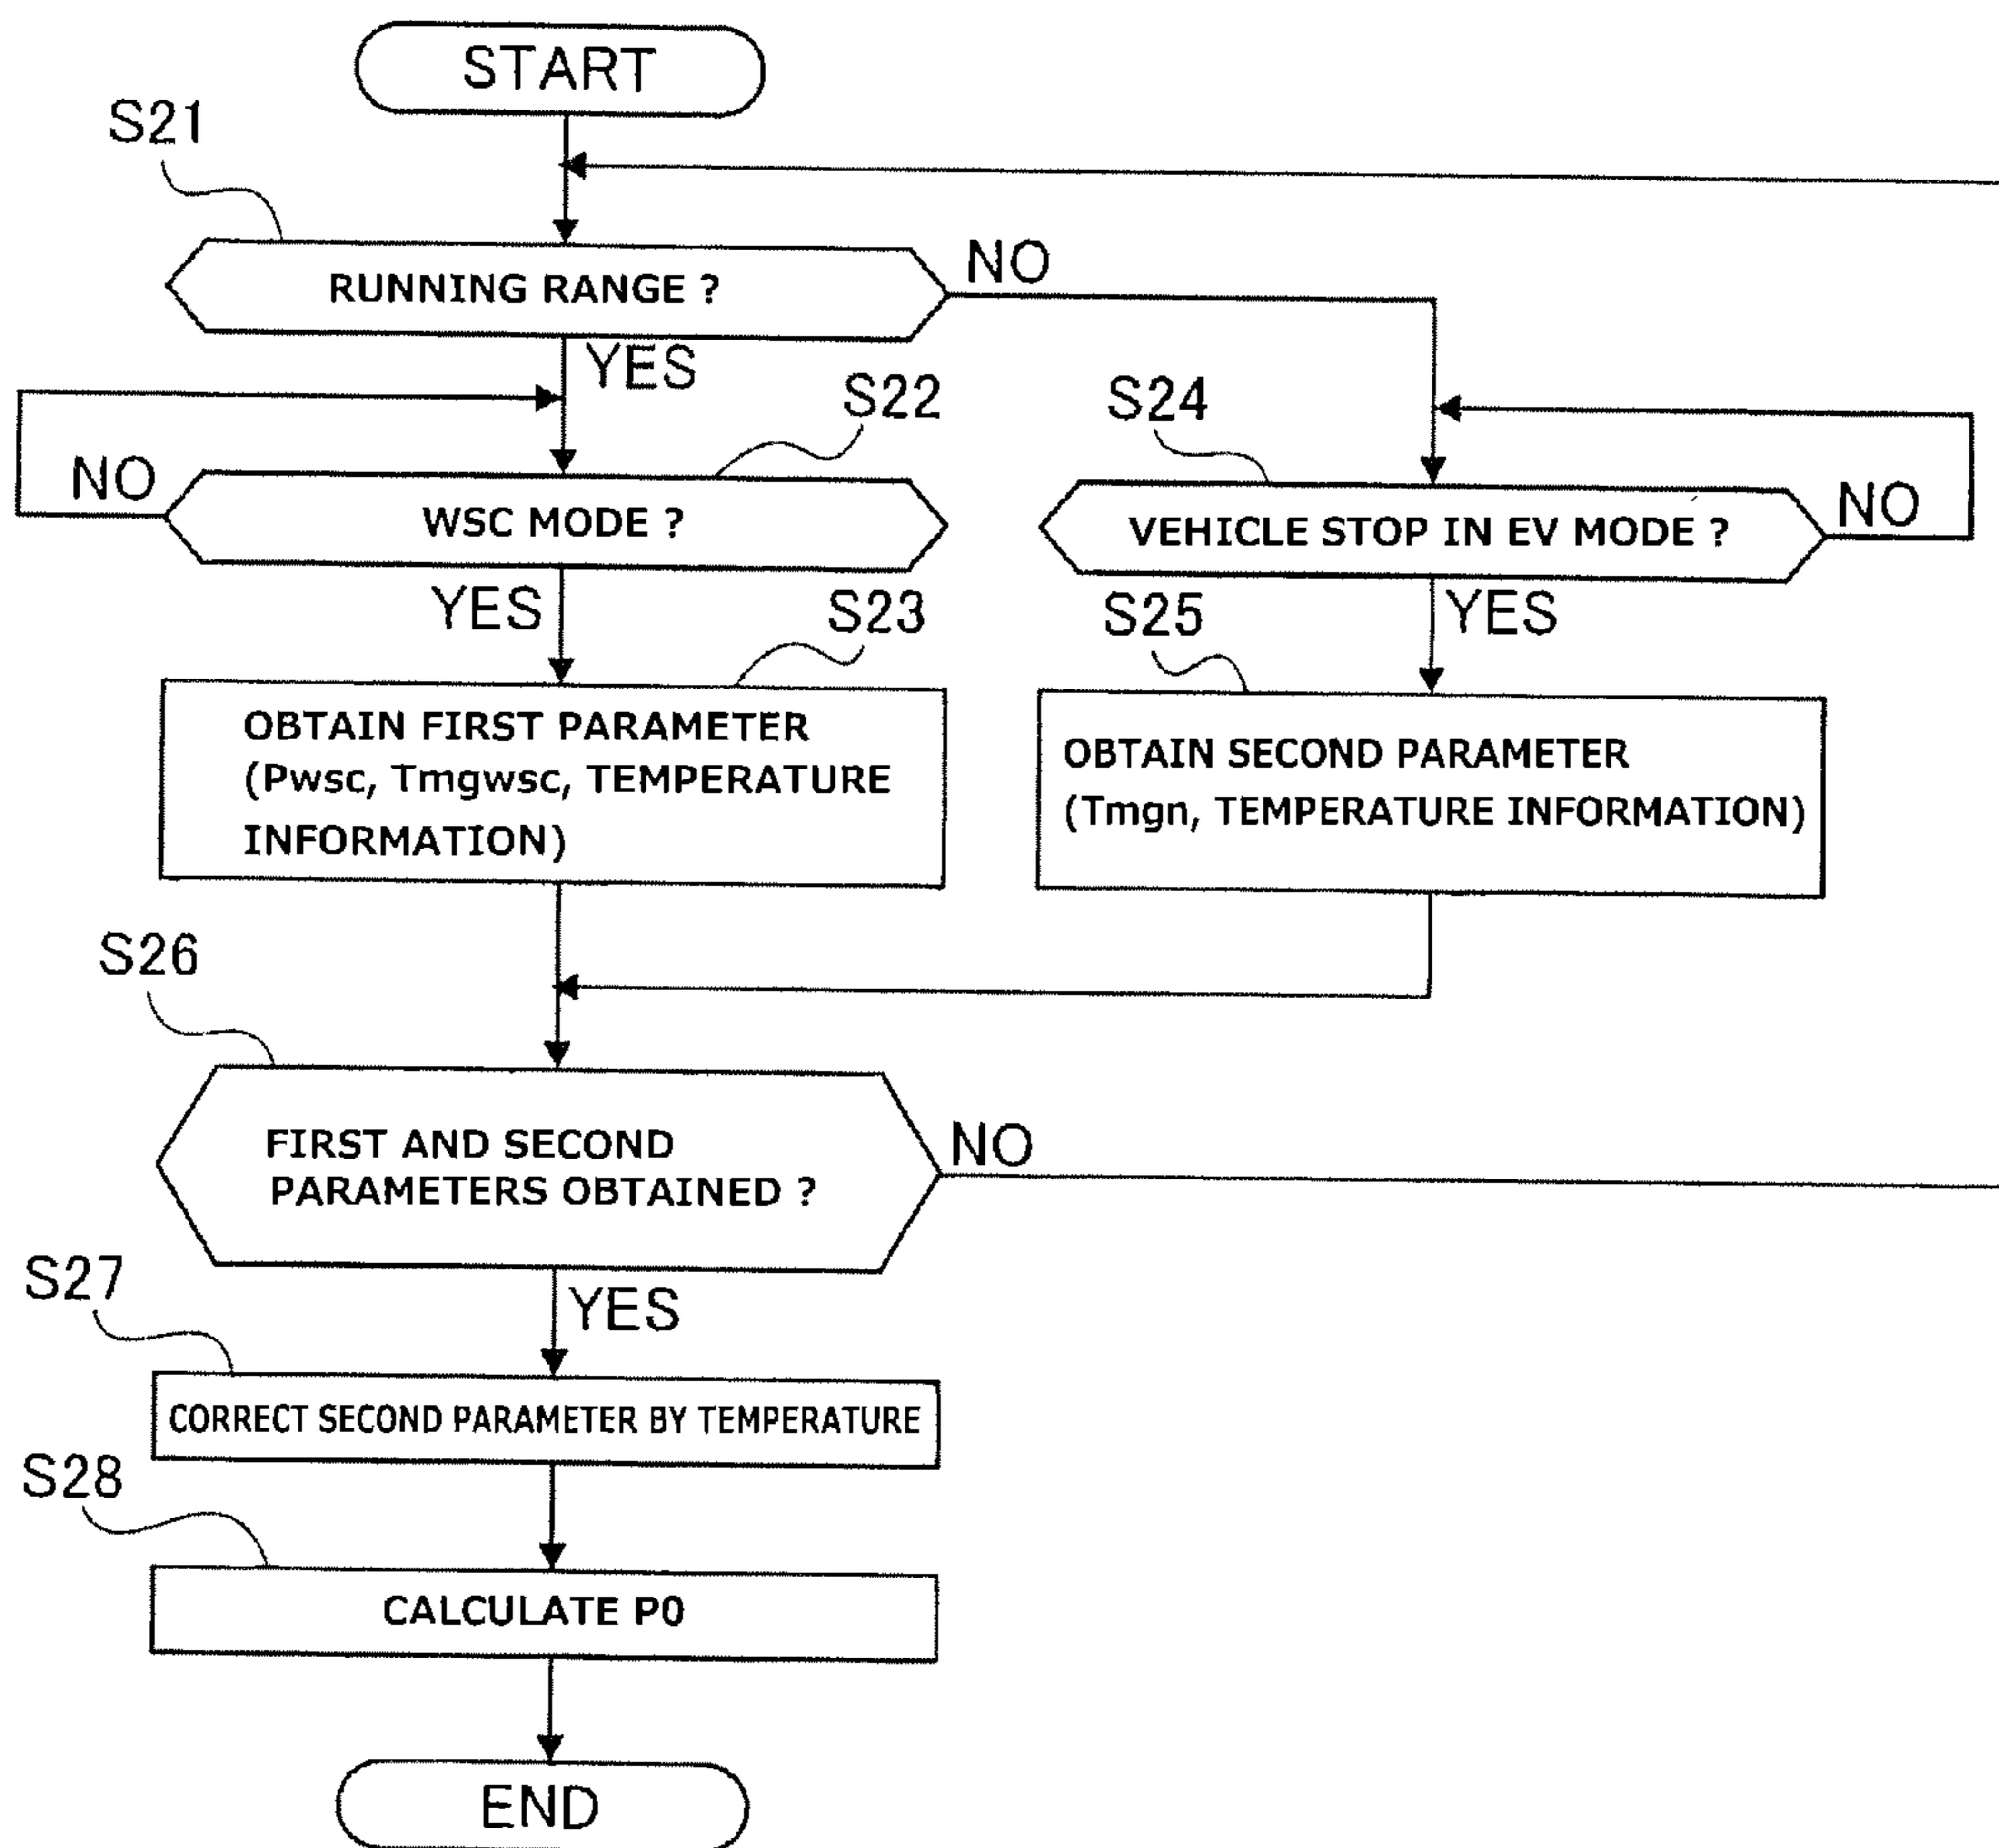 START
S21
RUNNING RANGE ?
NO
YES
S22
S24
NO
WSC MODE ?
VEHICLE STOP IN EV MODE ?
NO
YES
YES
S23
S25
OBTAIN FIRST PARAMETER
(Pwsc, Tmgwsc, TEMPERATURE
INFORMATION)
OBTAIN SECOND PARAMETER
(Tmgn, TEMPERATURE INFORMATION)
S26
FIRST AND SECOND
PARAMETERS OBTAINED ?
NO
YES
S27
CORRECT SECOND PARAMETER BY TEMPERATURE
S28
CALCULATE P0
END